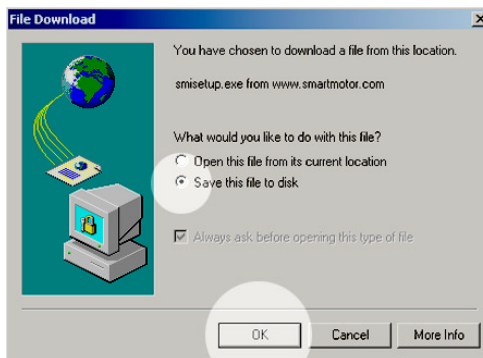 File Download
You have chosen to download a file from this location.
smisetup.exe from www.smartmotor.com
What would you like to do with this file?
Open this file from its current location
Save this file to disk
Always ask before opening this type of file
OK Cancel More Info